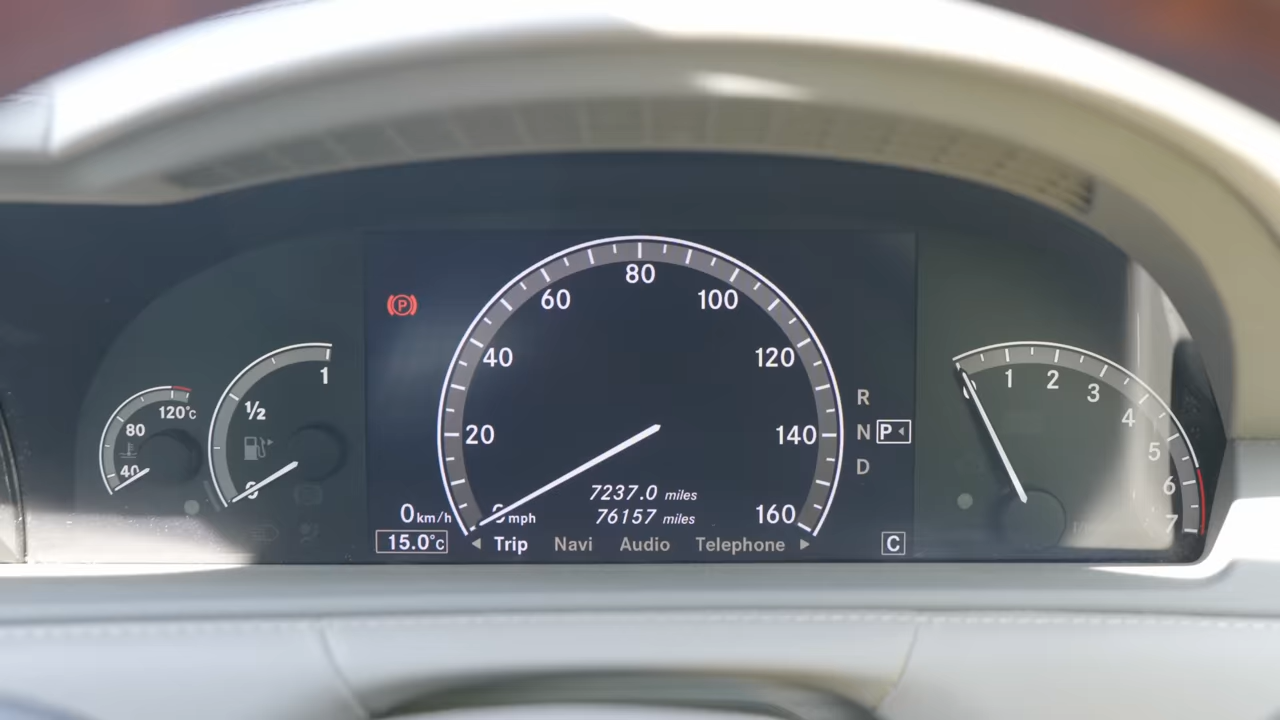 80
60
100
(P)
40
120
1
1
2
3
120°c
½
4
80
20
140
R
N
P
D
5
40
6
7237.0 miles
0 km/h
mph
76157 miles
160
7
15.0°c
Trip
Navi
Audio
Telephone
C